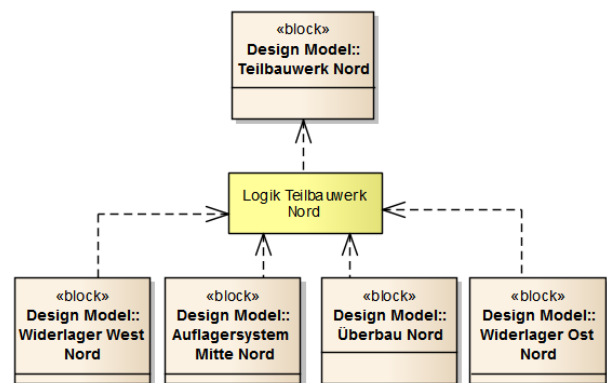 «block»
Design Model::
Teilbauwerk Nord
Logik Teilbauwerk
Nord
«block»
Design Model::
Widerlager West
Nord
«block»
Design Model::
Auflagersystem
Mitte Nord
«block»
Design Model::
Überbau Nord
«block»
Design Model::
Widerlager Ost
Nord